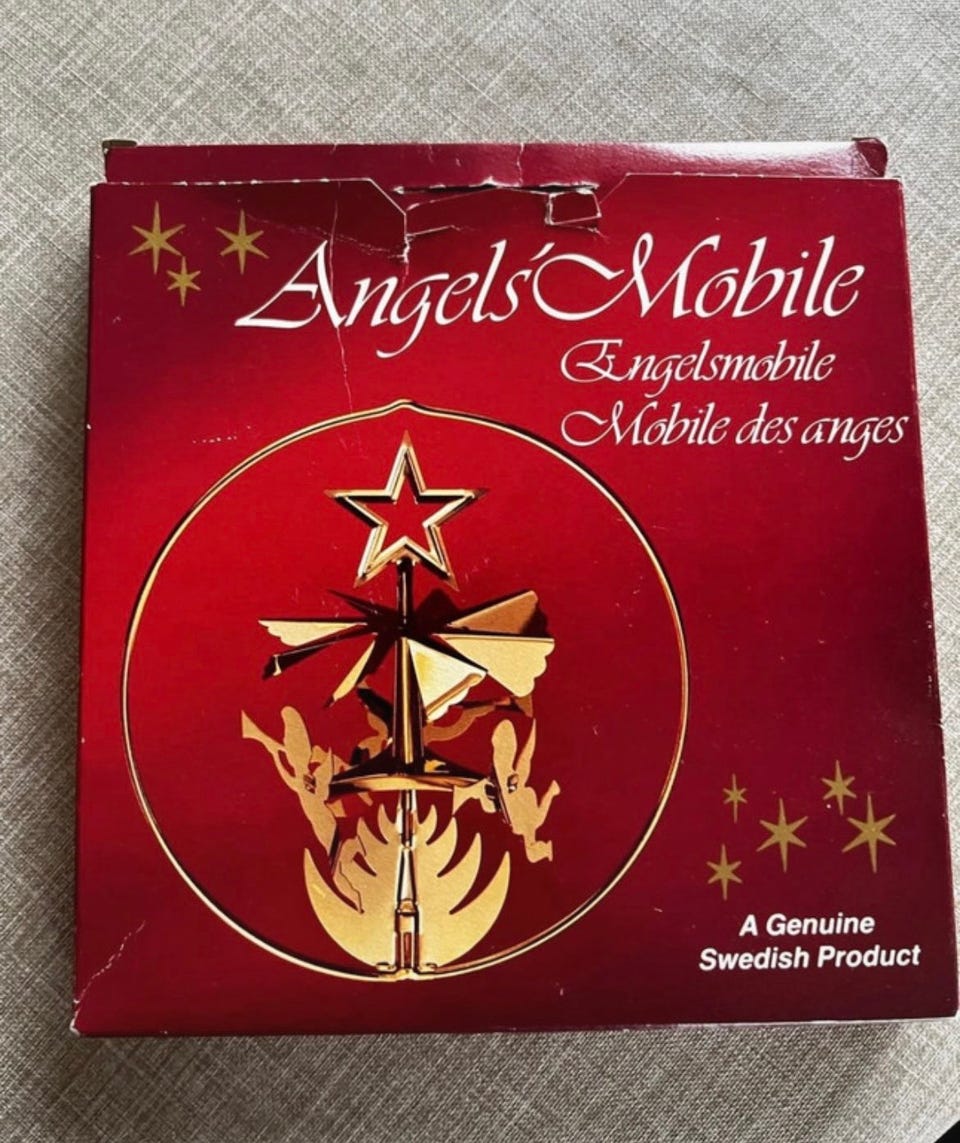 Angels' Mobile
Engelsmobile
Mobile des anges
A Genuine
Swedish Product